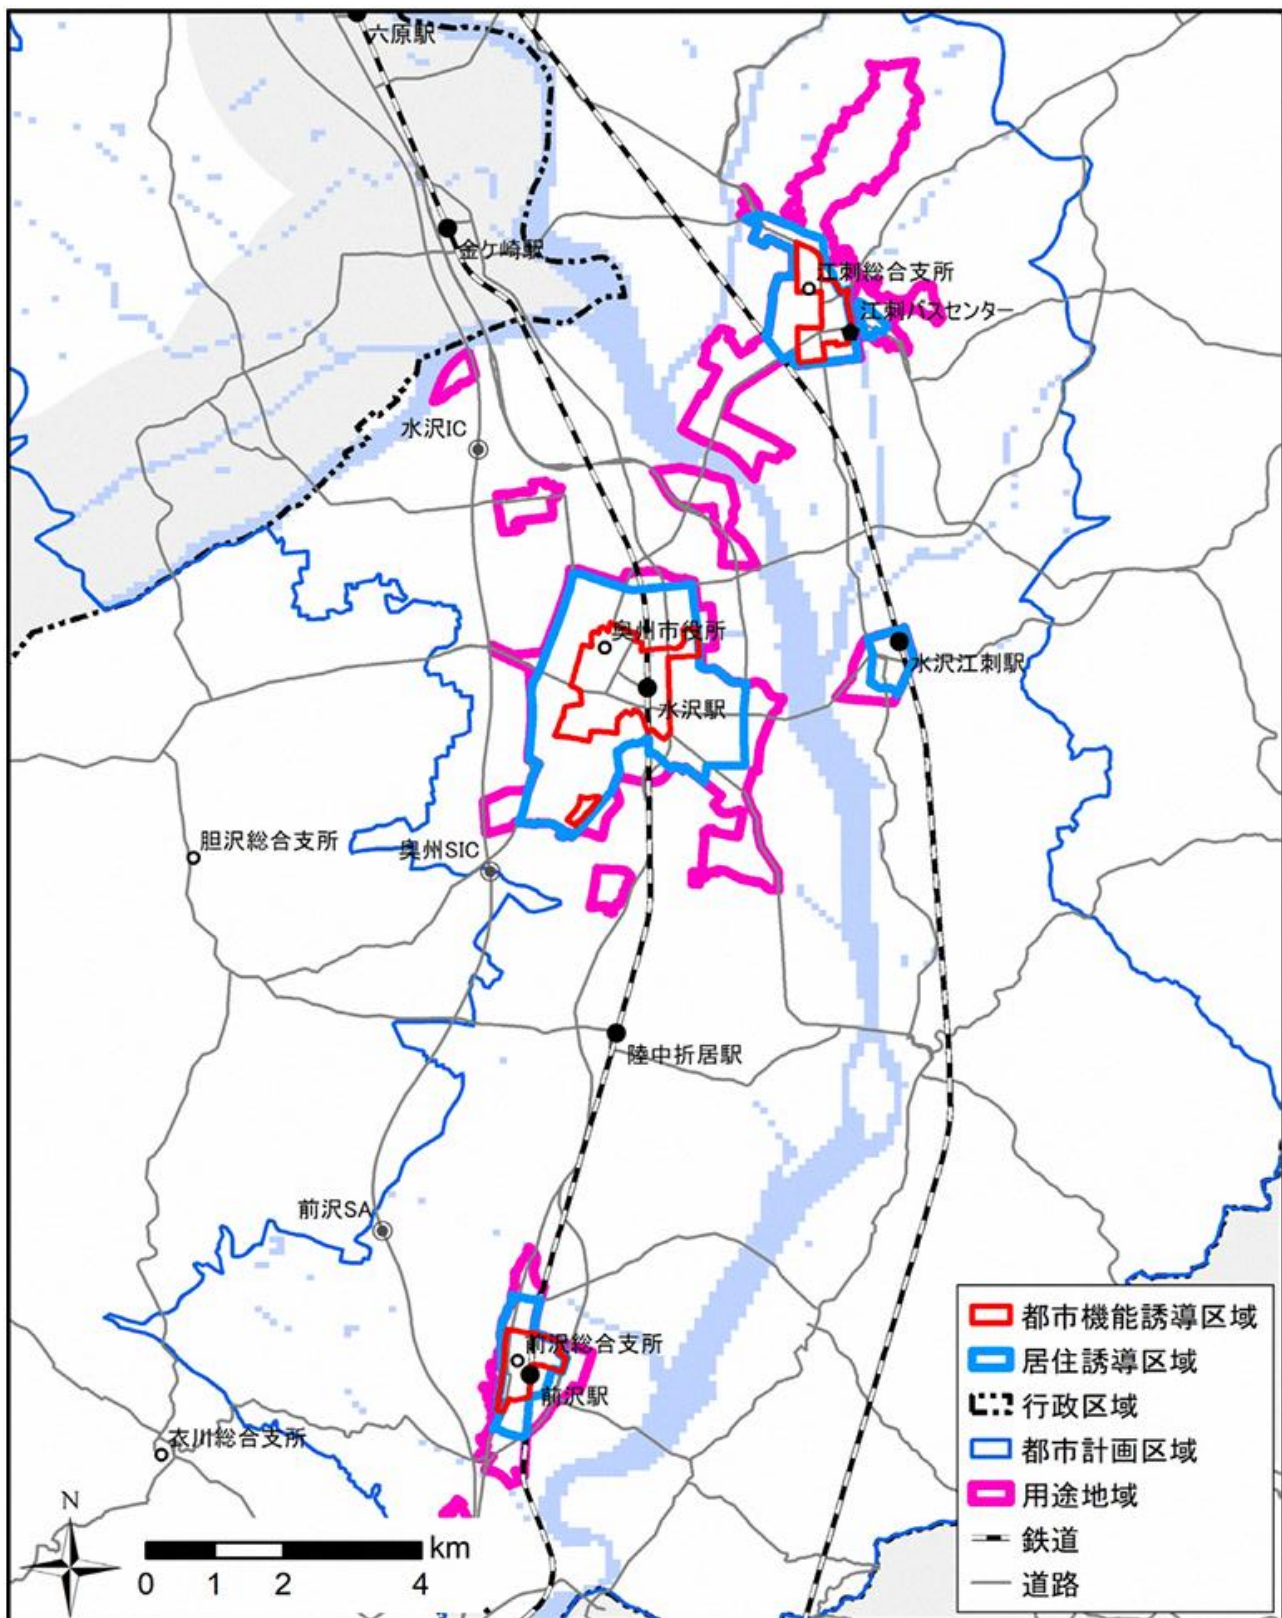 六原駅
金ケ崎駅
江刺総合支所
江刺バスセンター
水沢IC
奥州市役所
水沢江刺駅
水沢駅
胆沢総合支所
奥州SIC
陸中折居駅
前沢SA
前沢総合支所
前沢駅
衣川総合支所
都市機能誘導区域
居住誘導区域
行政区域
都市計画区域
用途地域
鉄道
道路
N
km
0 1 2 4